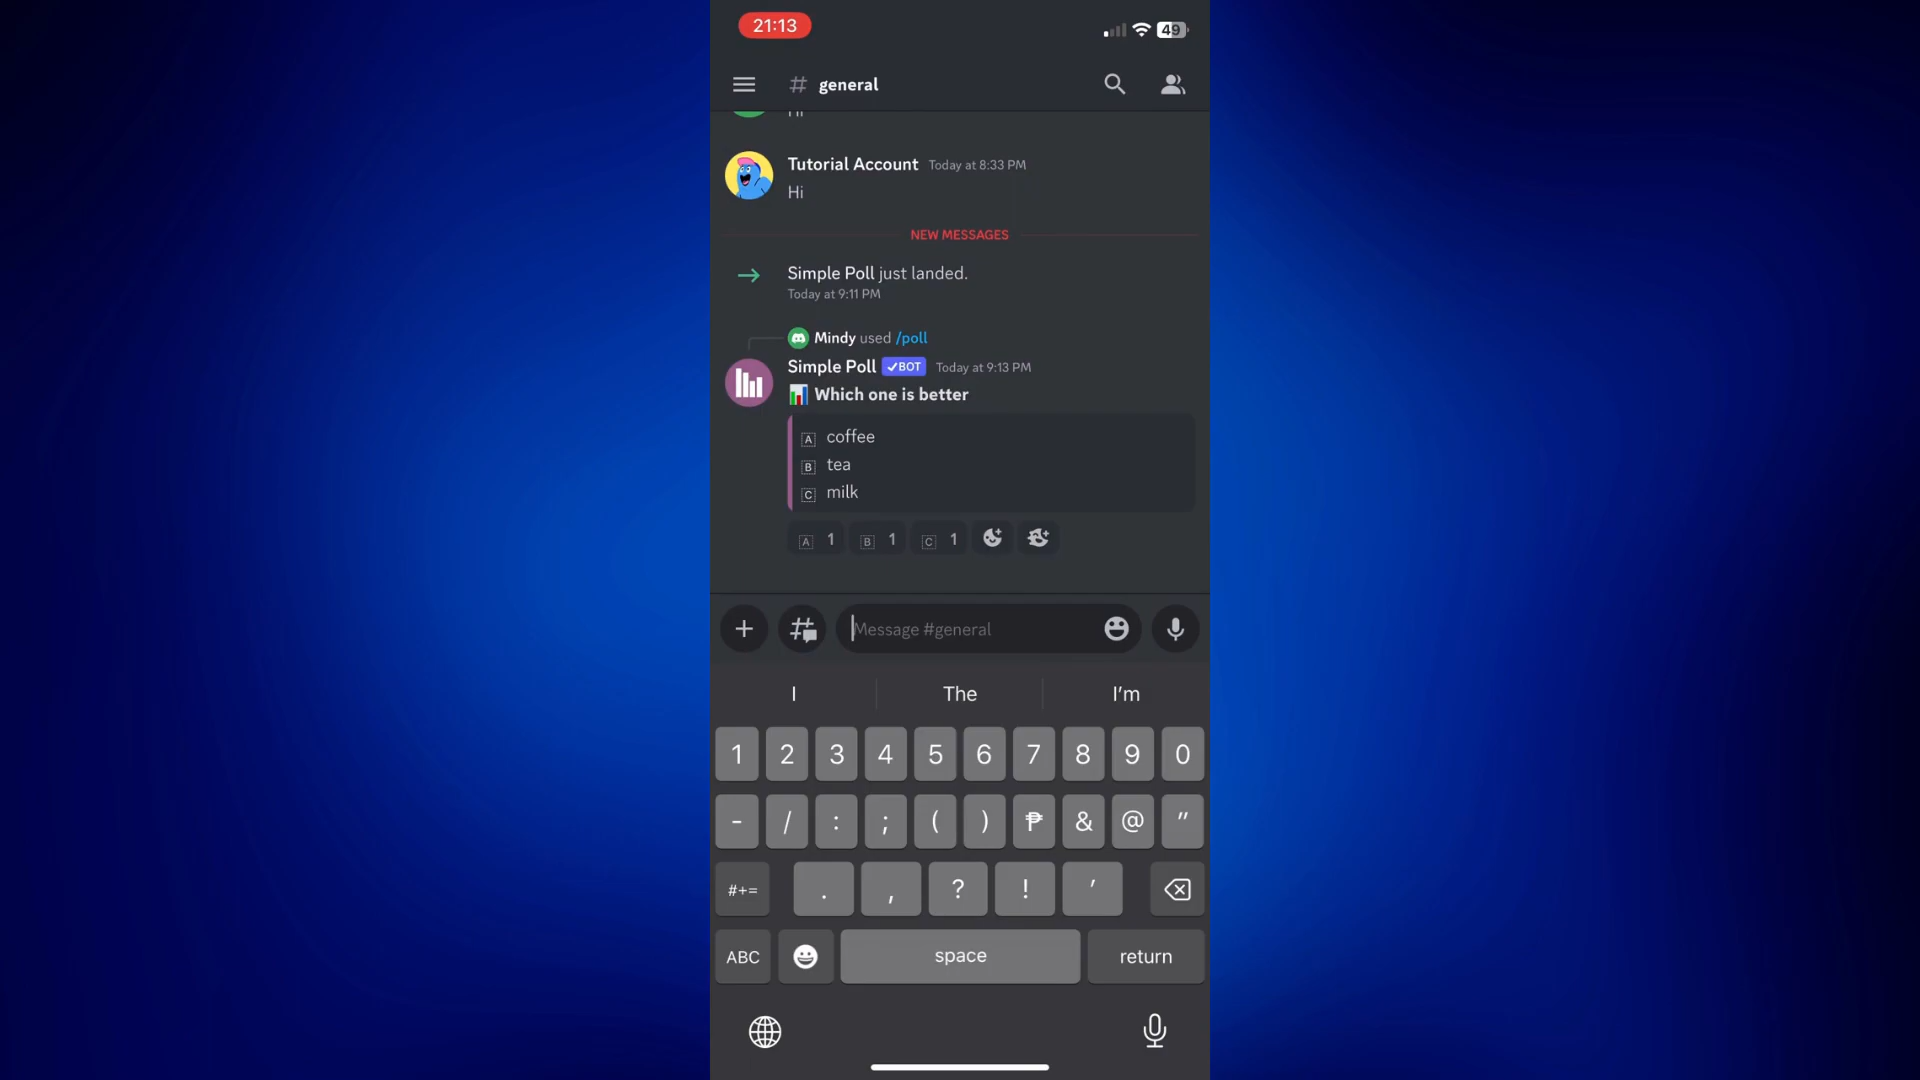 21:13
49
# general
Hi
Tutorial Account Today at 8:33 PM
Hi
NEW MESSAGES
Simple Poll just landed.
Today at 9:11 PM
Mindy used /poll
Simple Poll ✓BOT Today at 9:13 PM
📊 Which one is better
A coffee
B tea
C milk
A 1 B 1 C 1
Message #general
I The I'm
1 2 3 4 5 6 7 8 9 0
- / : ; ( ) ₱ & @ "
#+= . , ? ! '
ABC space return